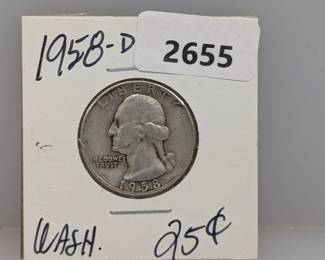 1958-D
2655
LIBERTY
IN GOD WE
TRUST
1958
WASH.
25¢